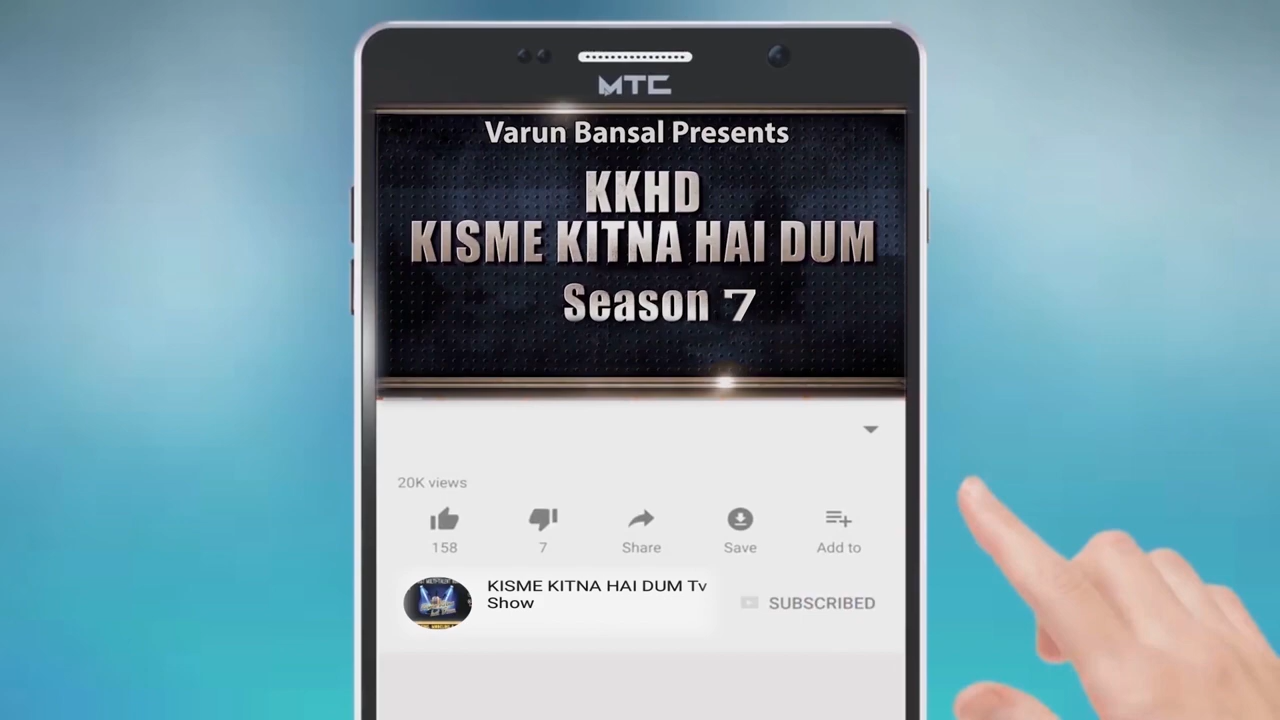 MTC
Varun Bansal Presents
KKHD
KISME KITNA HAI DUM
Season 7
20K views
158
7
Share
Save
Add to
KISME KITNA HAI DUM Tv
Show
SUBSCRIBED